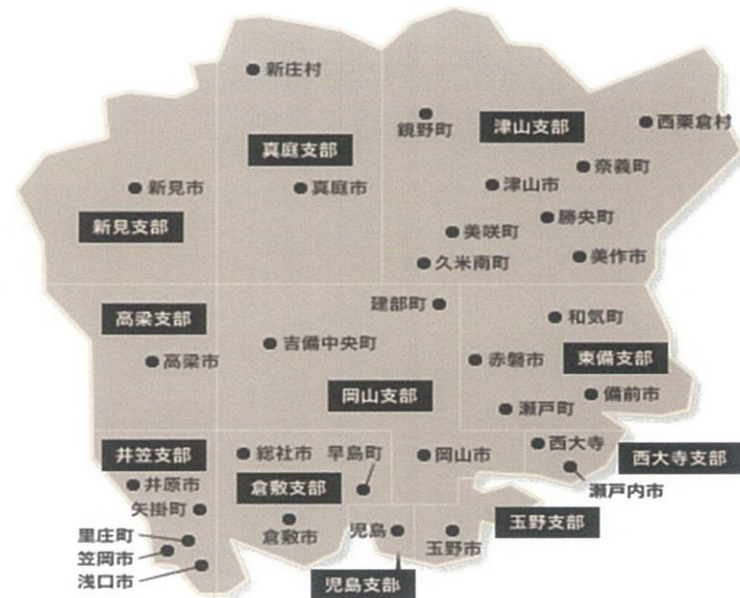 新庄村
鏡野町
津山支部
西粟倉村
真庭支部
奈義町
新見市
真庭市
津山市
新見支部
勝央町
美咲町
久米南町
美作市
建部町
高梁支部
和気町
吉備中央町
高梁市
赤磐市
東備支部
岡山支部
備前市
瀬戸町
井笠支部
総社市
早島町
岡山市
西大寺
西大寺支部
井原市
倉敷支部
瀬戸内市
矢掛町
玉野支部
里庄町
倉敷市
児島
玉野市
笠岡市
浅口市
児島支部